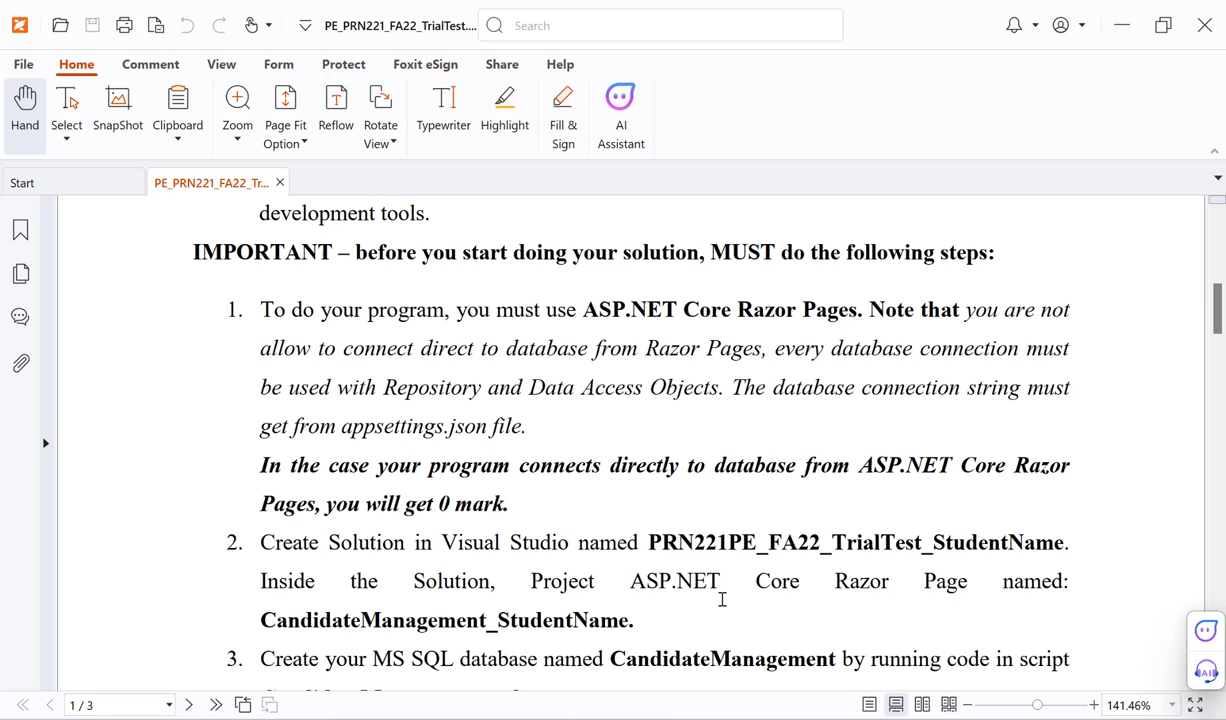 PE_PRN221_FA22_TrialTest....
Search
File Home Comment View Form Protect Foxit eSign Share Help
Hand Select SnapShot Clipboard Zoom Page Fit Option Reflow Rotate View Typewriter Highlight Fill & Sign AI Assistant
Start PE_PRN221_FA22_Tr...
development tools.
IMPORTANT – before you start doing your solution, MUST do the following steps:
1. To do your program, you must use ASP.NET Core Razor Pages. Note that you are not
allow to connect direct to database from Razor Pages, every database connection must
be used with Repository and Data Access Objects. The database connection string must
get from appsettings.json file.
In the case your program connects directly to database from ASP.NET Core Razor
Pages, you will get 0 mark.
2. Create Solution in Visual Studio named PRN221PE_FA22_TrialTest_StudentName.
Inside the Solution, Project ASP.NET Core Razor Page named:
CandidateManagement_StudentName.
3. Create your MS SQL database named CandidateManagement by running code in script
AI
1 / 3
141.46%